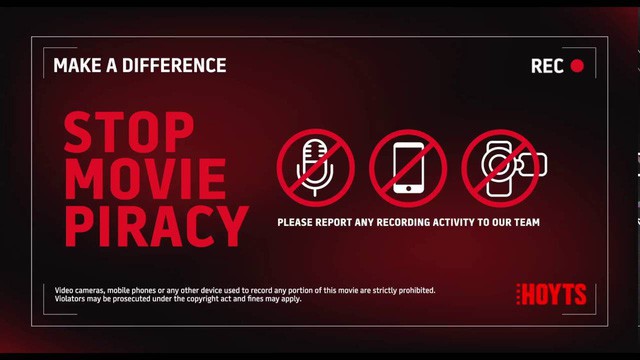 MAKE A DIFFERENCE
REC
STOP
MOVIE
PIRACY
PLEASE REPORT ANY RECORDING ACTIVITY TO OUR TEAM
Video cameras, mobile phones or any other device used to record any portion of this movie are strictly prohibited.
Violators may be prosecuted under the copyright act and fines may apply.
HOYTS